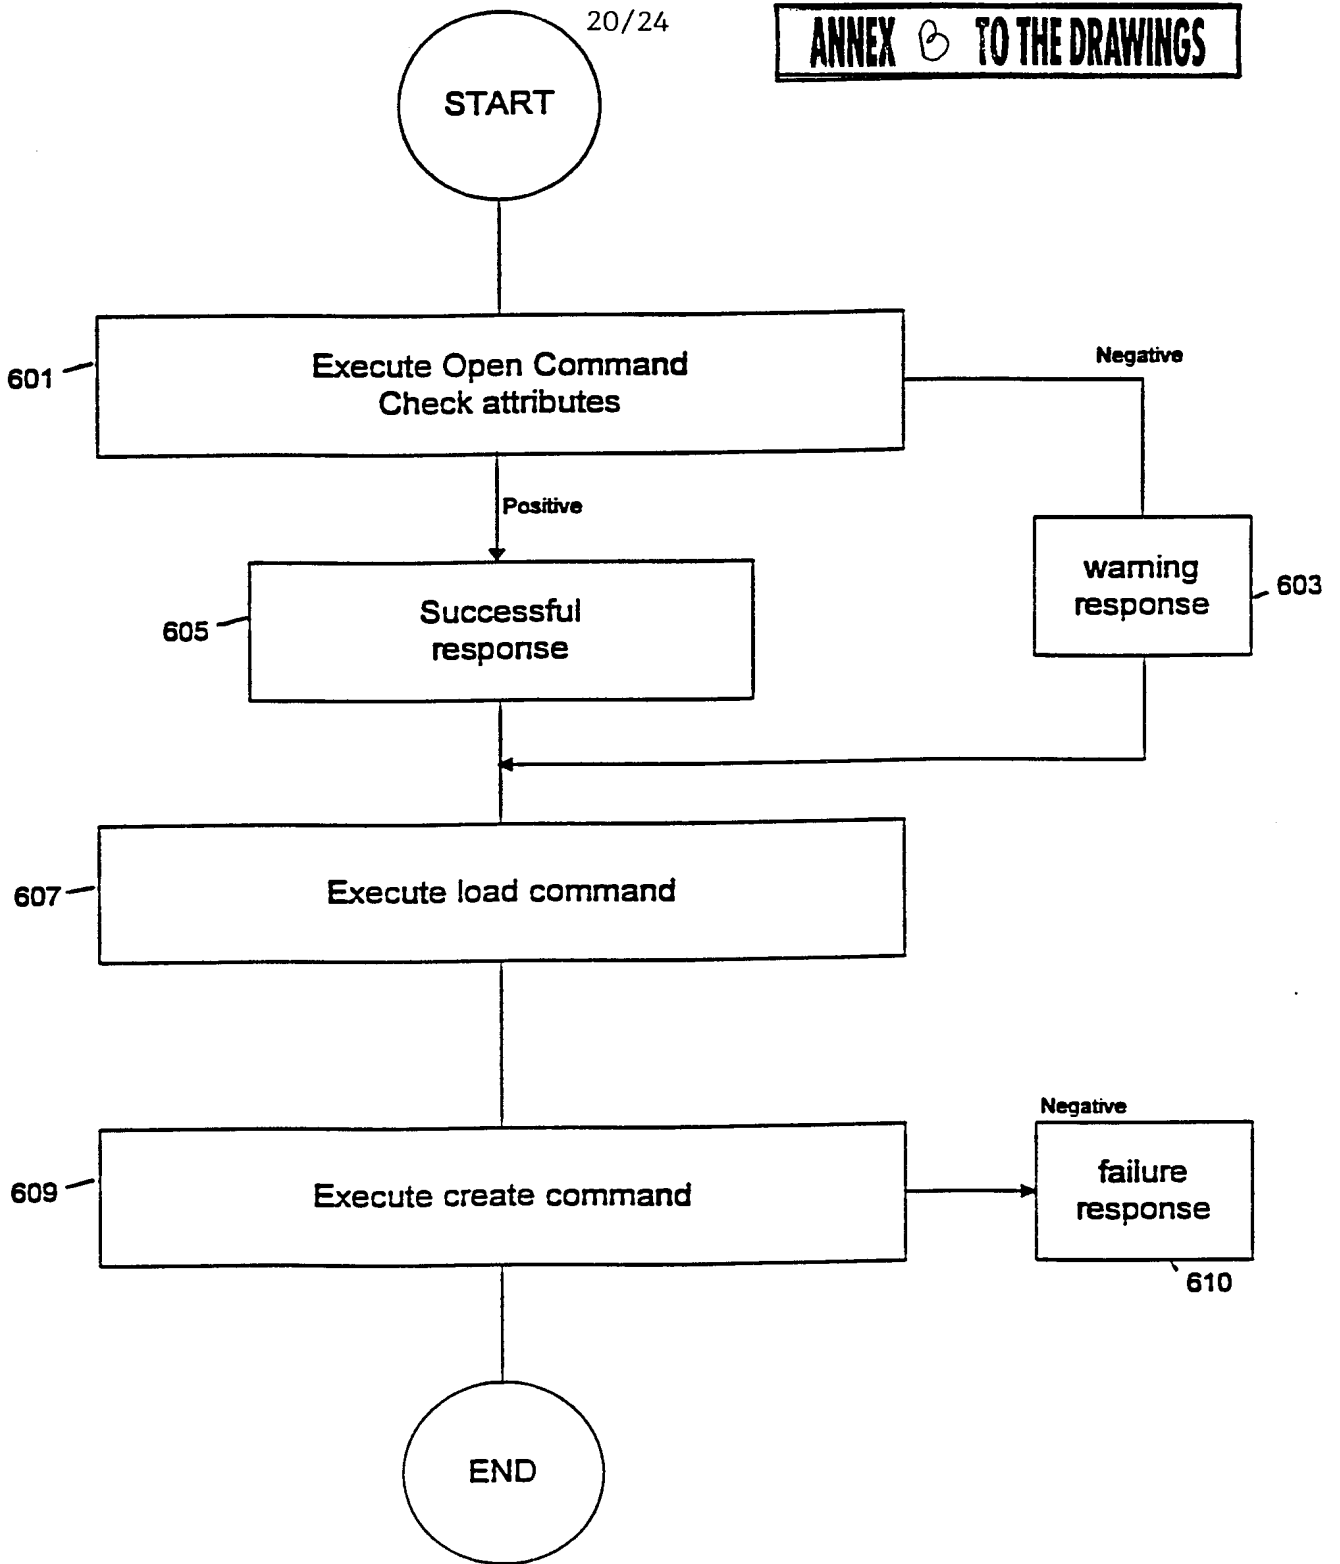 20/24
ANNEX B TO THE DRAWINGS
START
601
Execute Open Command
Check attributes
Negative
Positive
605
Successful
response
warning
response
603
607
Execute load command
609
Execute create command
Negative
failure
response
610
END